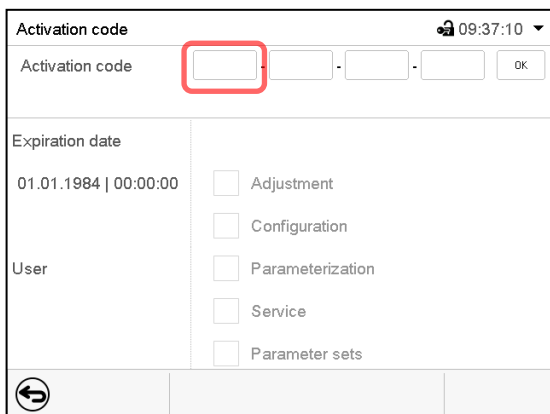 Activation code 09:37:10
Activation code - - - OK
Expiration date
01.01.1984 | 00:00:00 Adjustment
Configuration
User Parameterization
Service
Parameter sets